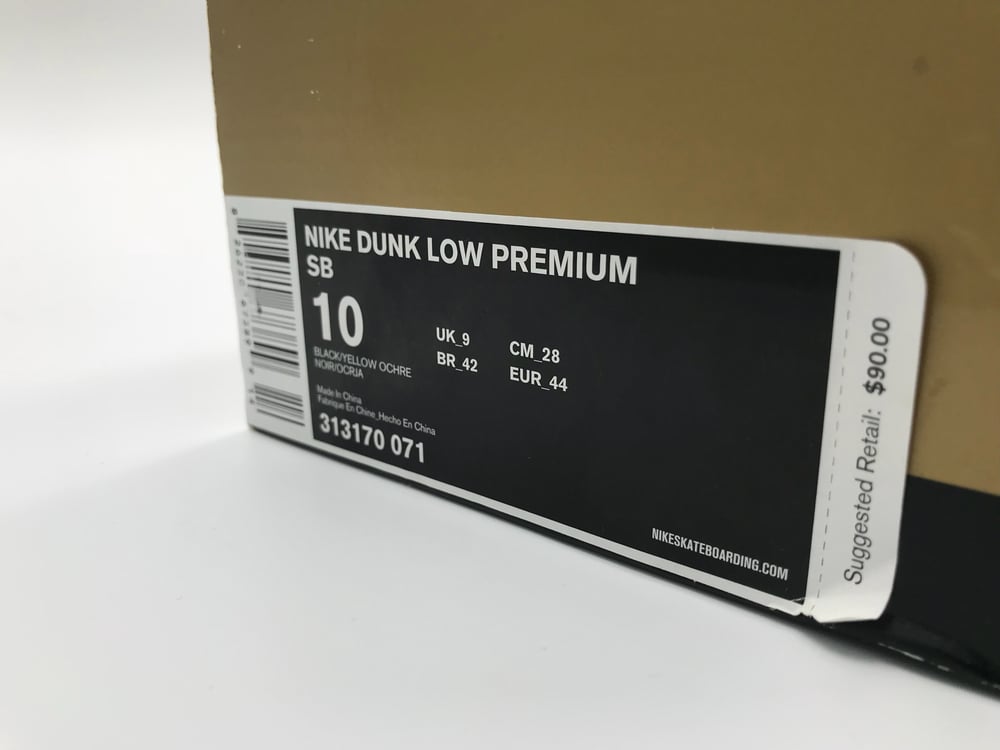 NIKE DUNK LOW PREMIUM
SB
10
UK_9
CM_28
BR_42
EUR_44
BLACK/YELLOW OCHRE
NOIR/OCRJA
Made In China
Fabrique En Chine_Hecho En China
313170 071
NIKESKATEBOARDING.COM
Suggested Retail: $90.00